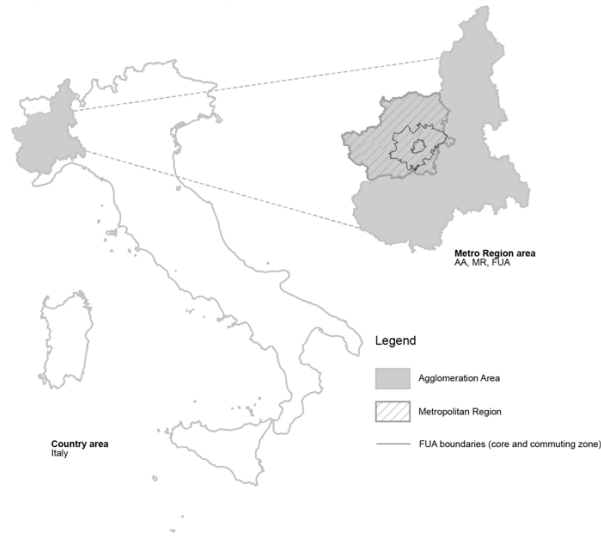 Metro Region area
AA, MR, FUA
Legend
Agglomeration Area
Metropolitan Region
FUA boundaries (core and commuting zone)
Country area
Italy